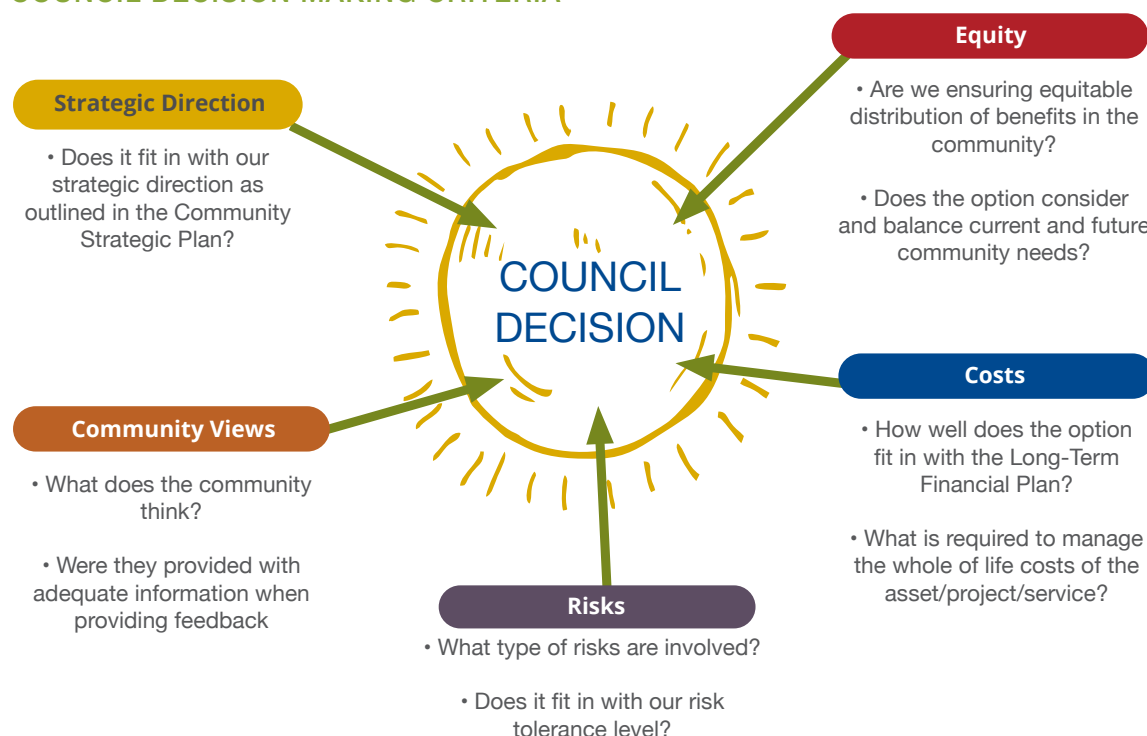 COUNCIL DECISION MAKING CRITERIA
Strategic Direction
• Does it fit in with our
strategic direction as
outlined in the Community
Strategic Plan?
Equity
• Are we ensuring equitable
distribution of benefits in the
community?
• Does the option consider
and balance current and future
community needs?
COUNCIL
DECISION
Community Views
• What does the community
think?
• Were they provided with
adequate information when
providing feedback
Costs
• How well does the option
fit in with the Long-Term
Financial Plan?
• What is required to manage
the whole of life costs of the
asset/project/service?
Risks
• What type of risks are involved?
• Does it fit in with our risk
tolerance level?